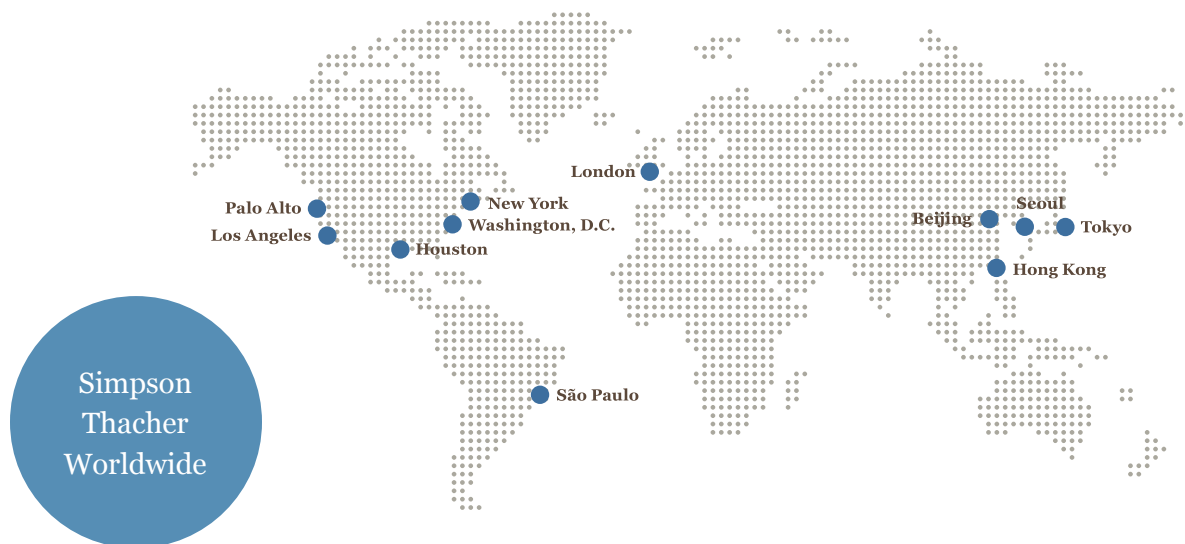 London
Palo Alto
New York
Seoul
Beijing
Washington, D.C.
Tokyo
Los Angeles
Houston
Hong Kong
Simpson
Thacher
Worldwide
São Paulo